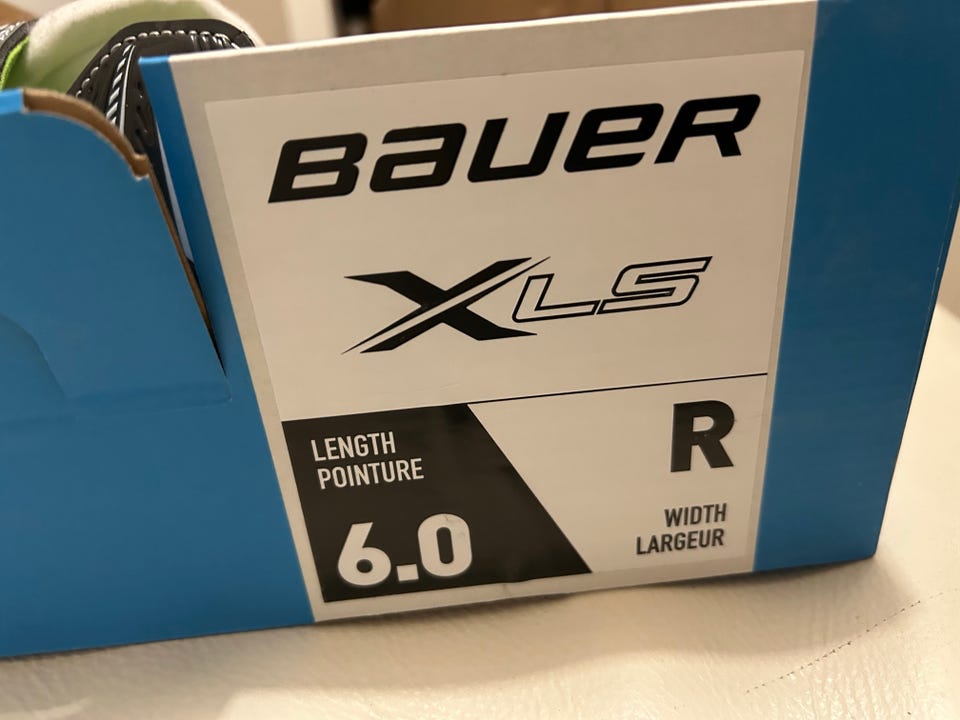 BAUER
XLS
LENGTH
POINTURE
6.0
R
WIDTH
LARGEUR